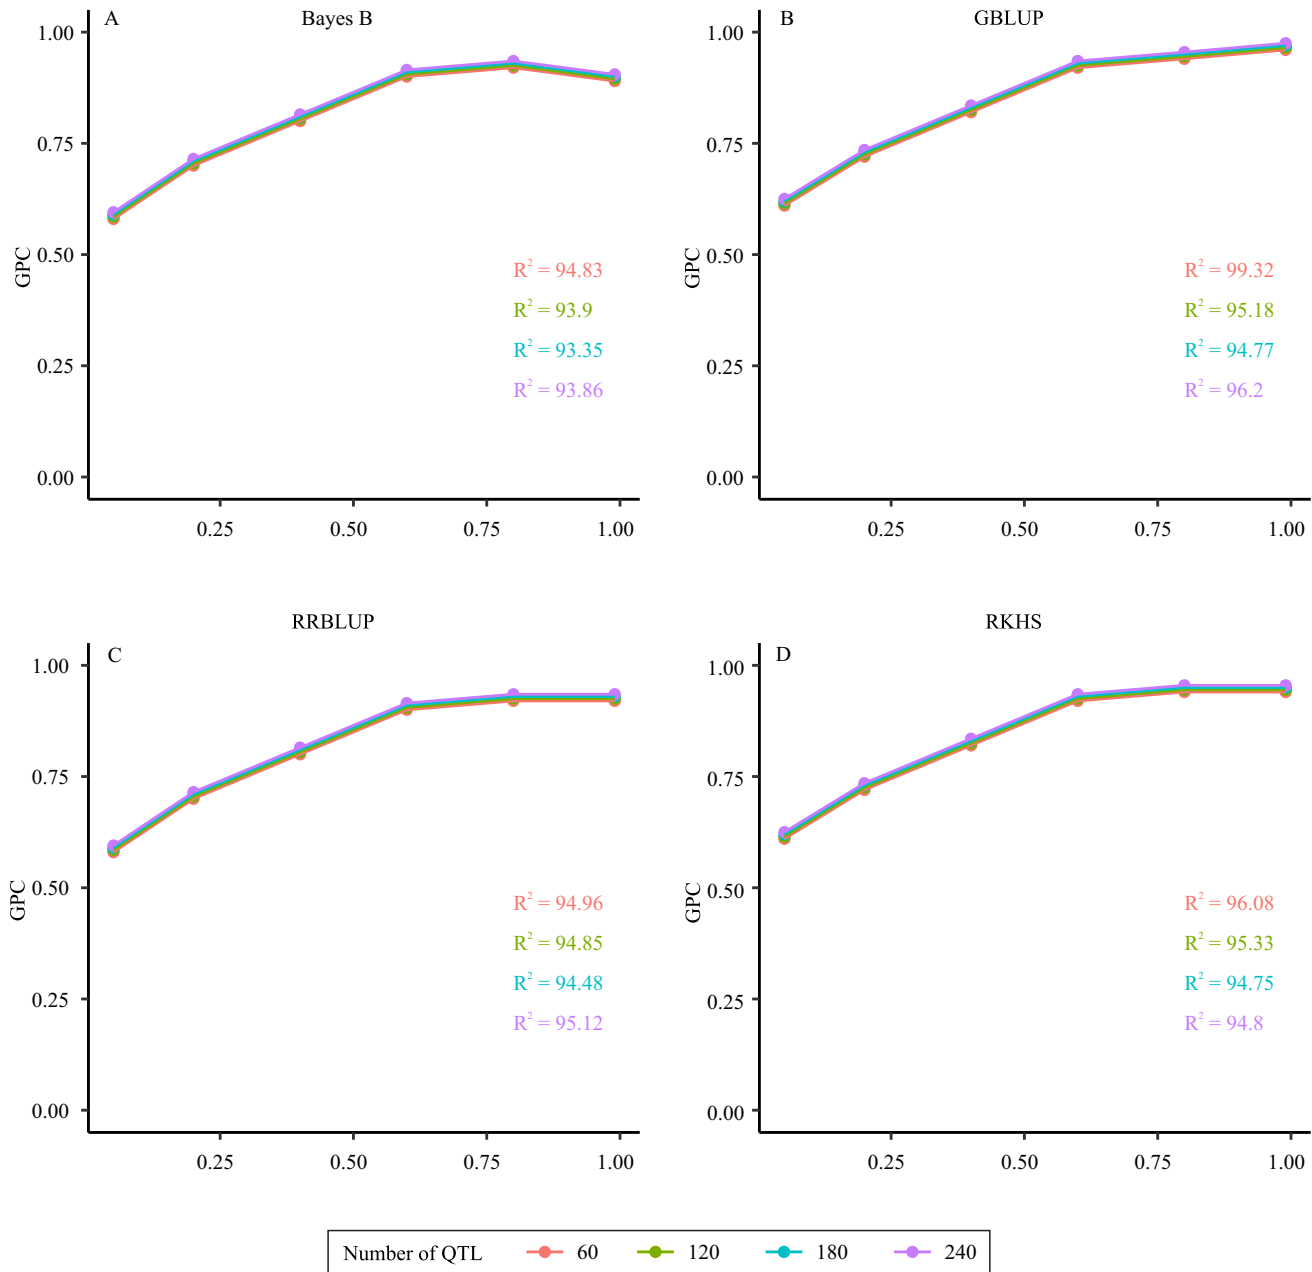 A
Bayes B
1.00
0.75
0.50
0.25
0.00
GPC
R² = 94.83
R² = 93.9
R² = 93.35
R² = 93.86
0.25 0.50 0.75 1.00
B
GBLUP
1.00
0.75
0.50
0.25
0.00
GPC
R² = 99.32
R² = 95.18
R² = 94.77
R² = 96.2
0.25 0.50 0.75 1.00
RRBLUP
C
1.00
0.75
0.50
0.25
0.00
GPC
R² = 94.96
R² = 94.85
R² = 94.48
R² = 95.12
0.25 0.50 0.75 1.00
RKHS
D
1.00
0.75
0.50
0.25
0.00
GPC
R² = 96.08
R² = 95.33
R² = 94.75
R² = 94.8
0.25 0.50 0.75 1.00
Number of QTL 60 120 180 240